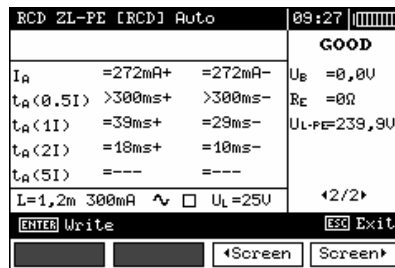 RCD ZL-PE [RCD] Auto 09:27
GOOD
IA =272mA+ =272mA- UB =0,0V
tA(0.5I) >300ms+ >300ms- RE =0Ω
tA(1I) =39ms+ =29ms- UL-PE=239,9V
tA(2I) =18ms+ =10ms-
tA(5I) =--- =---
L=1,2m 300mA ∿ □ UL=25V ◂2/2▸
ENTER Write ESC Exit
◂Screen Screen▸